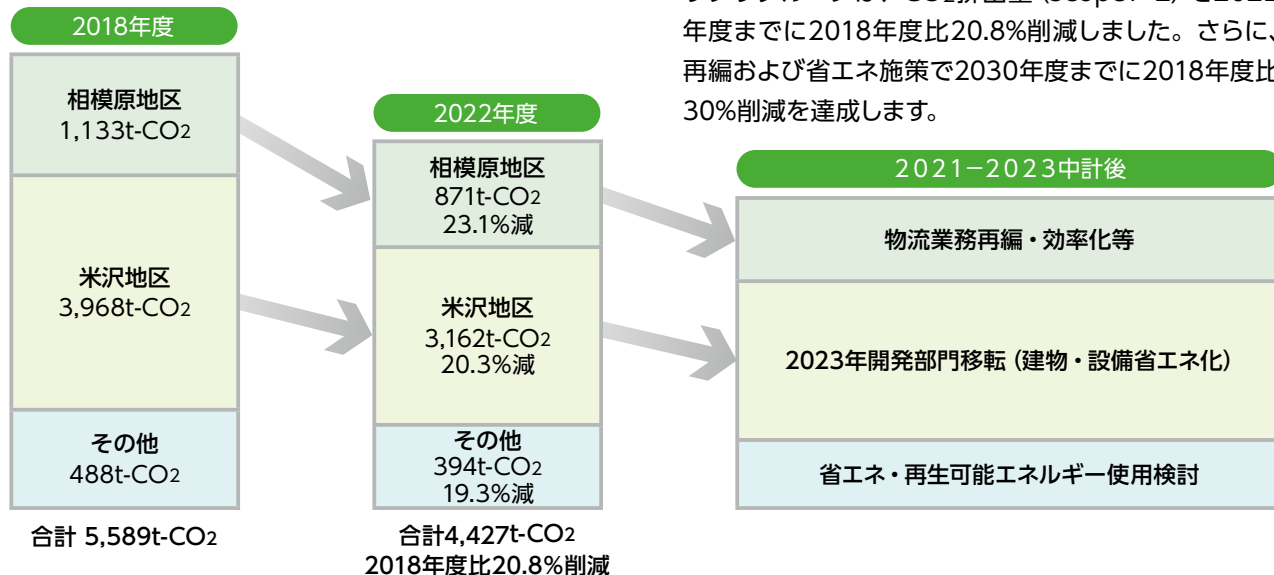 年度までに2018年度比20.8%削減しました。さらに、
再編および省エネ施策で2030年度までに2018年度比
30%削減を達成します。
2018年度
相模原地区
1,133t-CO2
米沢地区
3,968t-CO2
その他
488t-CO2
合計 5,589t-CO2
2022年度
相模原地区
871t-CO2
23.1%減
米沢地区
3,162t-CO2
20.3%減
その他
394t-CO2
19.3%減
合計4,427t-CO2
2018年度比20.8%削減
2021−2023中計後
物流業務再編・効率化等
2023年開発部門移転（建物・設備省エネ化）
省エネ・再生可能エネルギー使用検討